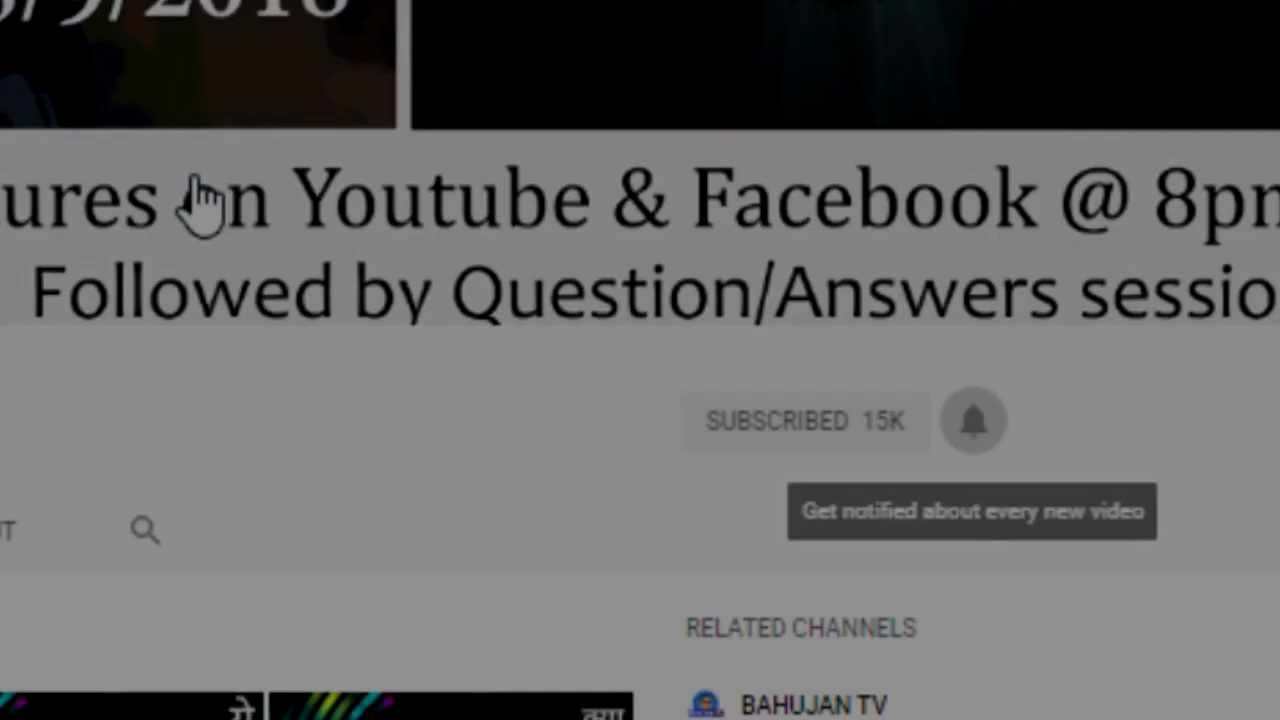 ures on Youtube & Facebook @ 8pm
Followed by Question/Answers sessio
SUBSCRIBED 15K
Get notified about every new video
UT
RELATED CHANNELS
BAHUJAN TV
ये
क्या